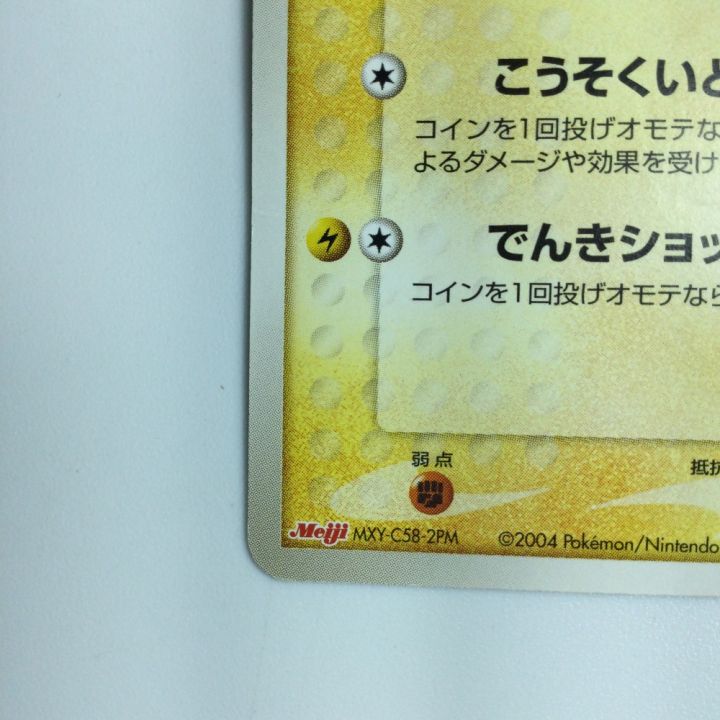 こうそくい
コインを1回投げオモテな
よるダメージや効果を受け
でんきショッ
コインを1回投げオモテなら
弱点
抵抗
Meiji MXY-C58-2PM ©2004 Pokémon/Nintendo